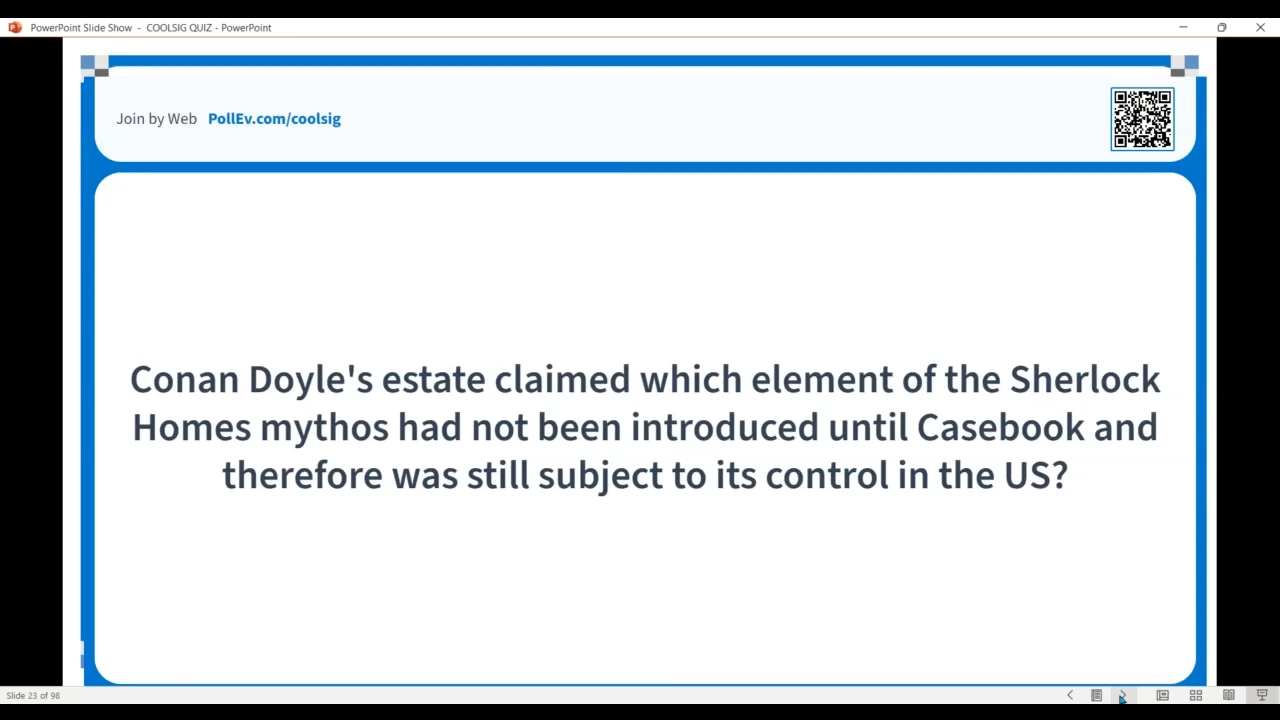 PowerPoint Slide Show - COOLSIG QUIZ - PowerPoint
Join by Web PollEv.com/coolsig
Conan Doyle's estate claimed which element of the Sherlock
Homes mythos had not been introduced until Casebook and
therefore was still subject to its control in the US?
Slide 23 of 98